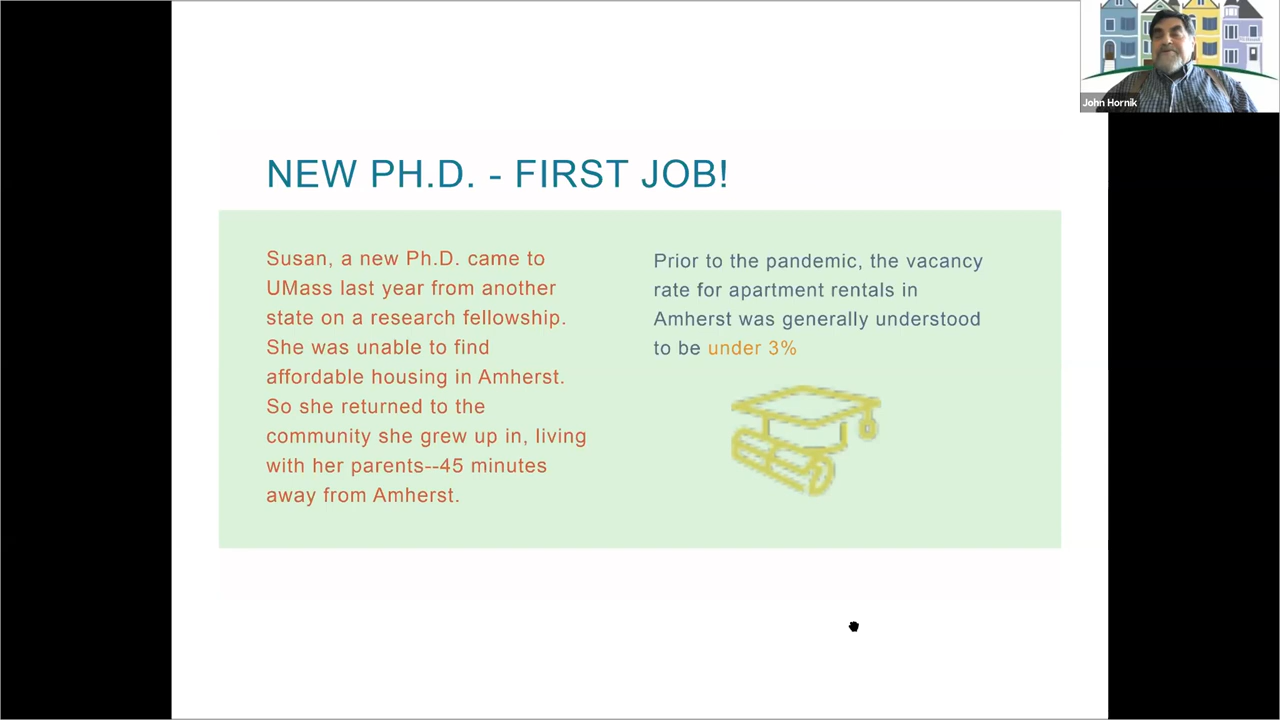 John Hornik
NEW PH.D. - FIRST JOB!
Susan, a new Ph.D. came to
UMass last year from another
state on a research fellowship.
She was unable to find
affordable housing in Amherst.
So she returned to the
community she grew up in, living
with her parents--45 minutes
away from Amherst.
Prior to the pandemic, the vacancy
rate for apartment rentals in
Amherst was generally understood
to be under 3%